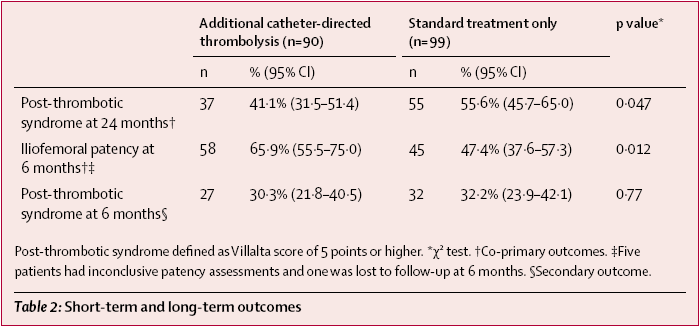 Additional catheter-directed thrombolysis (n=90) Standard treatment only (n=99) p value*
n % (95% CI) n % (95% CI)
Post-thrombotic syndrome at 24 months† 37 41·1% (31·5–51·4) 55 55·6% (45·7–65·0) 0·047
Iliofemoral patency at 6 months†‡ 58 65·9% (55·5–75·0) 45 47·4% (37·6–57·3) 0·012
Post-thrombotic syndrome at 6 months§ 27 30·3% (21·8–40·5) 32 32·2% (23·9–42·1) 0·77
Post-thrombotic syndrome defined as Villalta score of 5 points or higher. *χ² test. †Co-primary outcomes. ‡Five
patients had inconclusive patency assessments and one was lost to follow-up at 6 months. §Secondary outcome.
Table 2: Short-term and long-term outcomes